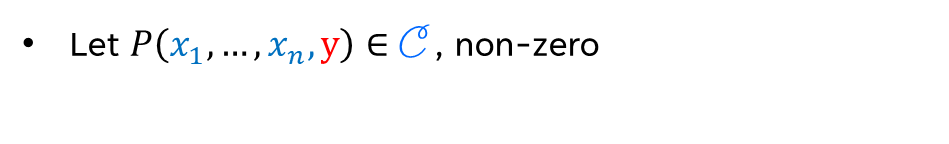 • Let 𝑃(𝑥₁, …, 𝑥ₙ, y) ∈ 𝒞, non-zero